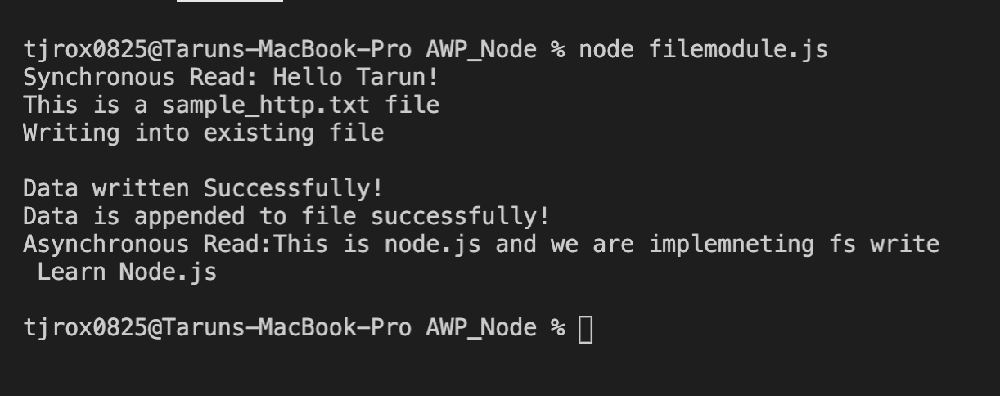 tjrox0825@Taruns-MacBook-Pro AWP_Node % node filemodule.js
Synchronous Read: Hello Tarun!
This is a sample_http.txt file
Writing into existing file
Data written Successfully!
Data is appended to file successfully!
Asynchronous Read:This is node.js and we are implemneting fs write
Learn Node.js
tjrox0825@Taruns-MacBook-Pro AWP_Node %